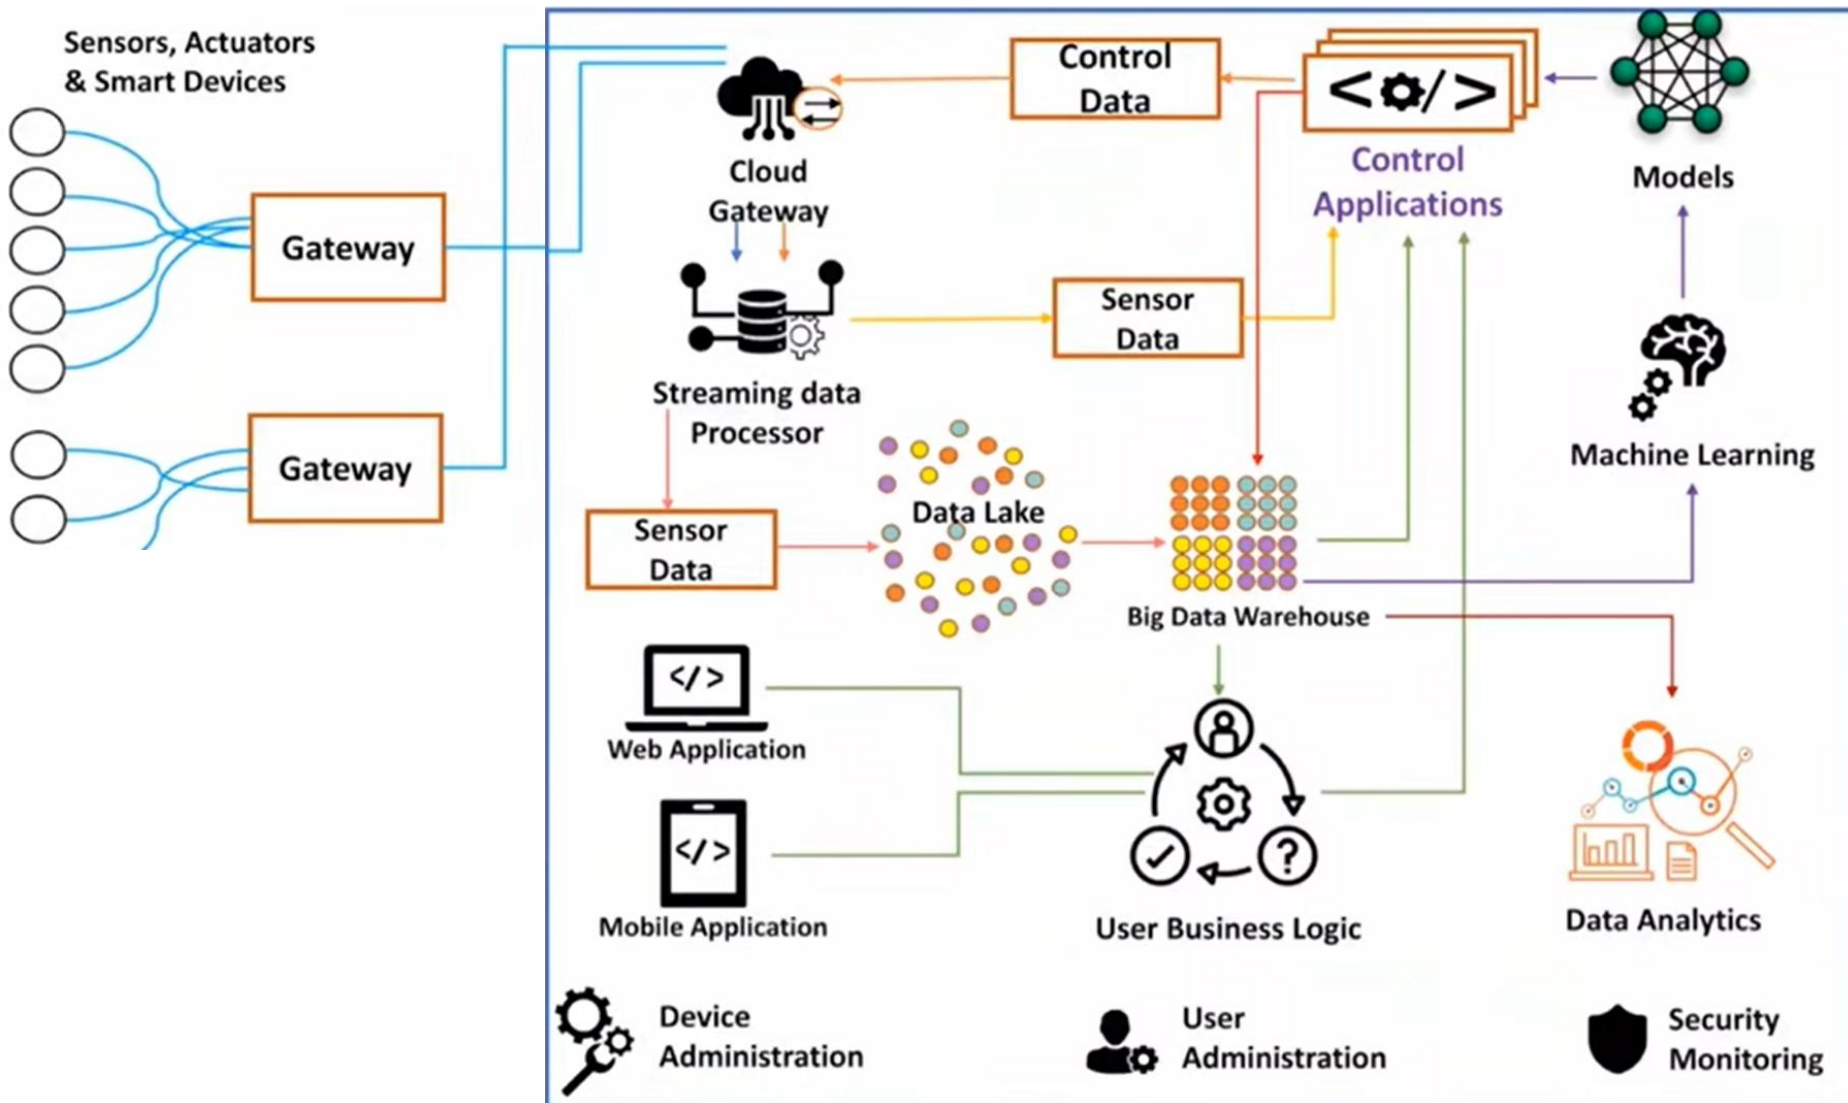 Sensors, Actuators
& Smart Devices
Gateway
Gateway
Cloud
Gateway
Control
Data
< /> 
Control
Applications
Models
Streaming data
Processor
Sensor
Data
Machine Learning
Sensor
Data
Data Lake
Big Data Warehouse
</>
Web Application
</>
Mobile Application
?
User Business Logic
Data Analytics
Device
Administration
User
Administration
Security
Monitoring